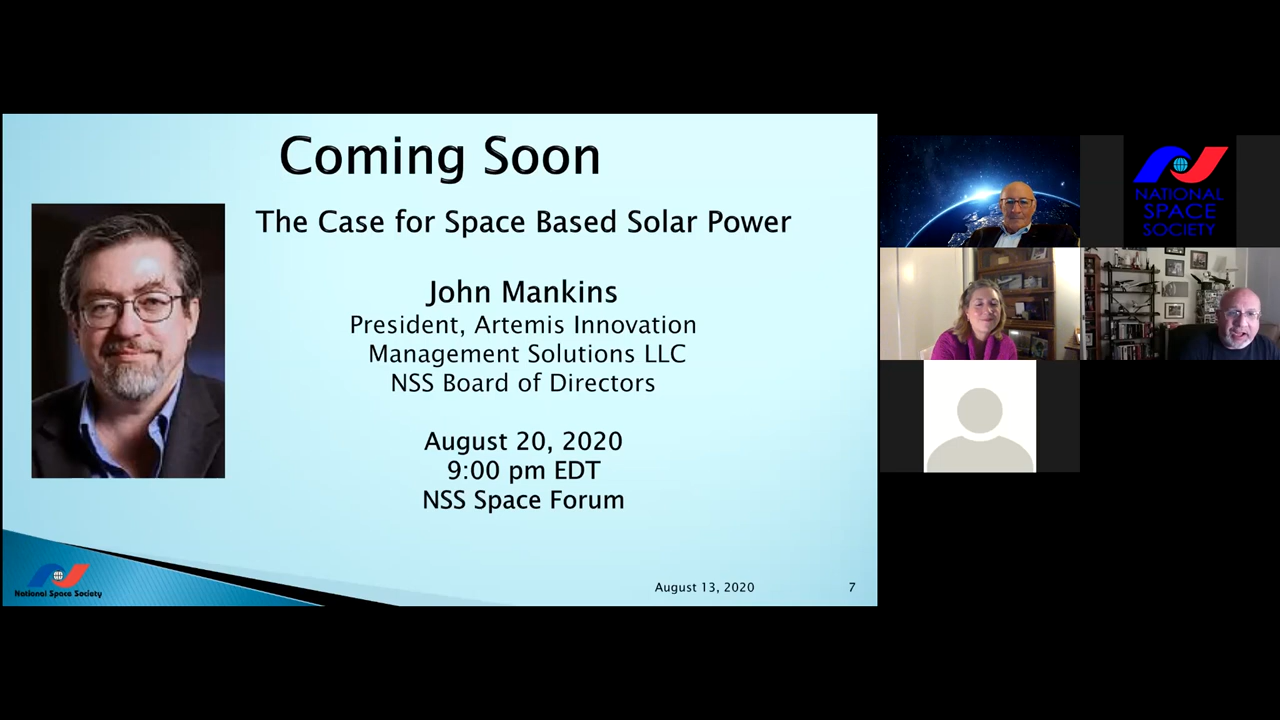 Coming Soon
The Case for Space Based Solar Power
John Mankins
President, Artemis Innovation
Management Solutions LLC
NSS Board of Directors
August 20, 2020
9:00 pm EDT
NSS Space Forum
National Space Society
August 13, 2020
7
NATIONAL
SPACE
SOCIETY